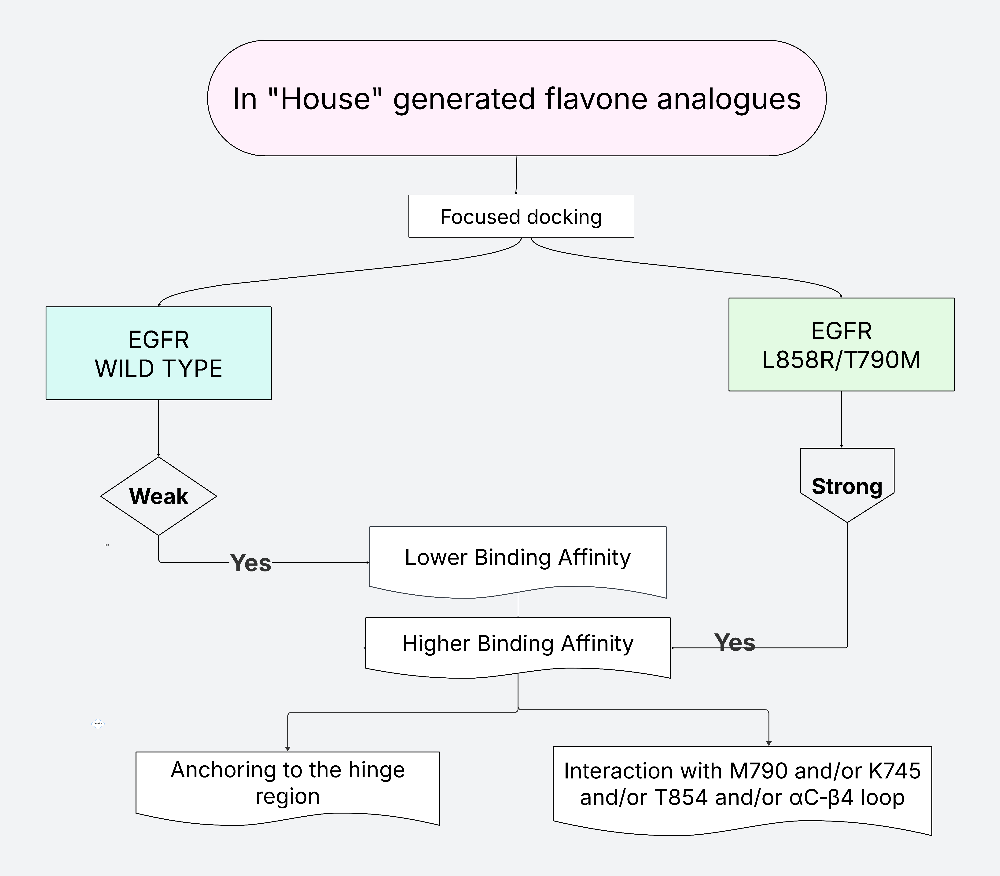 In "House" generated flavone analogues
Focused docking
EGFR
WILD TYPE
EGFR
L858R/T790M
Weak
Strong
Text
Yes
Lower Binding Affinity
Higher Binding Affinity
Yes
Decision
Anchoring to the hinge
region
Interaction with M790 and/or K745
and/or T854 and/or αC-β4 loop